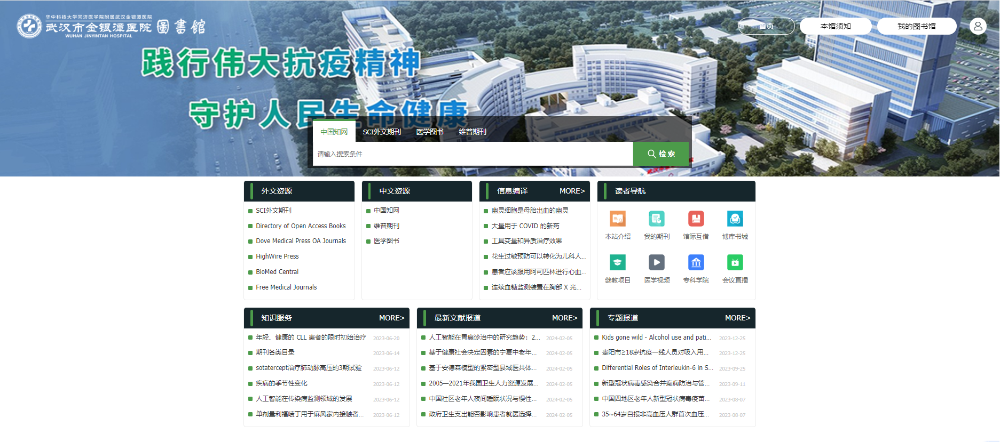 华中科技大学同济医学院附属武汉金银潭医院
武汉市金银潭医院 圖書館
WUHAN JINYINTAN HOSPITAL
首页
本馆须知
我的图书馆
践行伟大抗疫精神
守护人民生命健康
中国知网
SCI外文期刊
医学图书
维普期刊
请输入搜索条件
检 索
外文资源
SCI外文期刊
Directory of Open Access Books
Dove Medical Press OA Journals
HighWire Press
BioMed Central
Free Medical Journals
中文资源
中国知网
维普期刊
医学图书
信息编译 MORE>
幽灵细胞是母胎出血的幽灵
大量用于 COVID 的新药
工具变量和异质治疗效果
花生过敏预防可以转化为儿科人...
患者应该服用阿司匹林进行心血...
连续血糖监测装置在胸部 X 光...
读者导航
本站介绍
我的期刊
馆际互借
博库书城
继教项目
医学视频
专科学院
会议直播
知识服务 MORE>
年轻、健康的 CLL 患者的限时初始治疗 2023-06-20
期刊各类目录 2023-06-14
sotatercept治疗肺动脉高压的3期试验 2023-06-12
疾病的季节性变化 2023-06-12
人工智能在传染病监测领域的发展 2023-06-12
单剂量利福喷丁用于麻风家内接触者... 2023-06-12
最新文献报道 MORE>
人工智能在胃癌诊治中的研究趋势：2... 2024-02-05
基于健康社会决定因素的宁夏中老年... 2024-02-05
基于安德森模型的紧密型县域医共体... 2024-02-05
2005—2021年我国卫生人力资源发展... 2024-02-05
中国社区老年人夜间睡眠状况与慢性... 2024-02-05
政府卫生支出能否影响患者就医选择... 2024-02-05
专题报道 MORE>
Kids gone wild - Alcohol use and pati... 2023-12-25
贵阳市≥18岁抗疫一线人员对吸入用... 2023-12-25
Differential Roles of Interleukin-6 in S... 2023-09-25
新型冠状病毒感染合并癫痫防治与管... 2023-09-11
中国四地区老年人新型冠状病毒疫苗... 2023-08-07
35~64岁自报非高血压人群首次血压... 2023-08-07